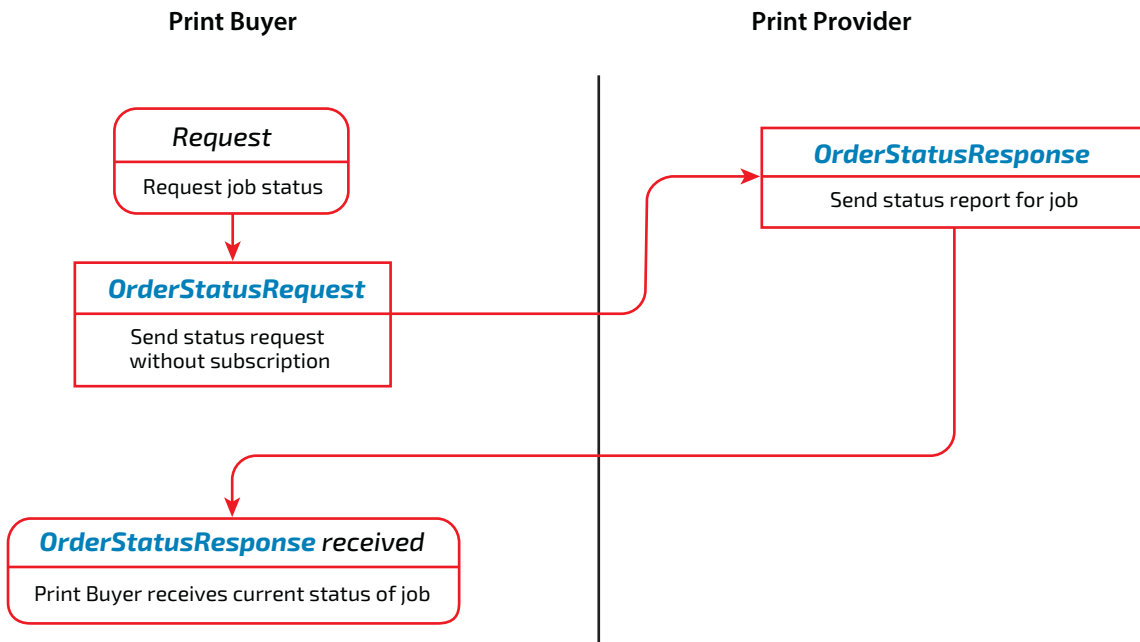 Print Buyer
Print Provider
Request
Request job status
OrderStatusRequest
Send status request
without subscription
OrderStatusResponse
Send status report for job
OrderStatusResponse received
Print Buyer receives current status of job